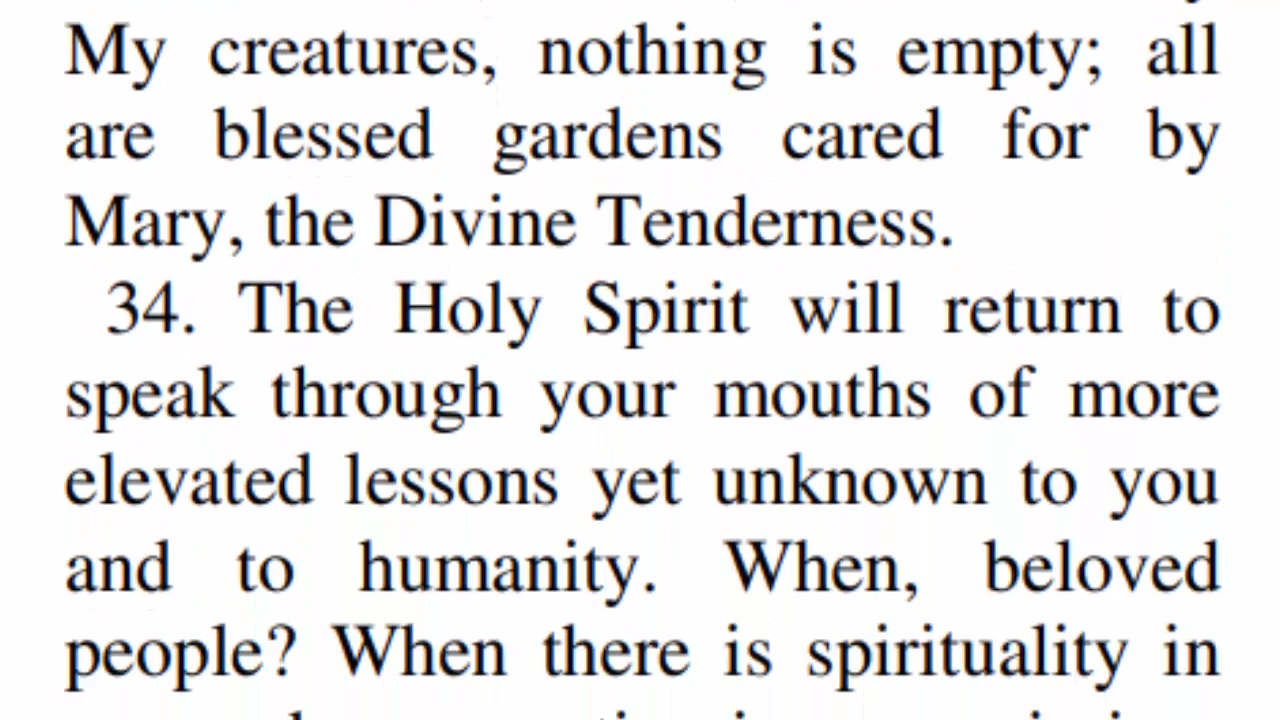 My creatures, nothing is empty; all
are blessed gardens cared for by
Mary, the Divine Tenderness.
34. The Holy Spirit will return to
speak through your mouths of more
elevated lessons yet unknown to you
and to humanity. When, beloved
people? When there is spirituality in